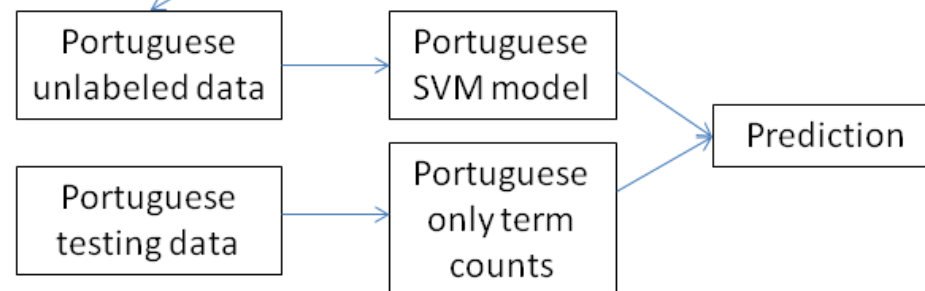 Portuguese
unlabeled data
Portuguese
SVM model
Prediction
Portuguese
testing data
Portuguese
only term
counts